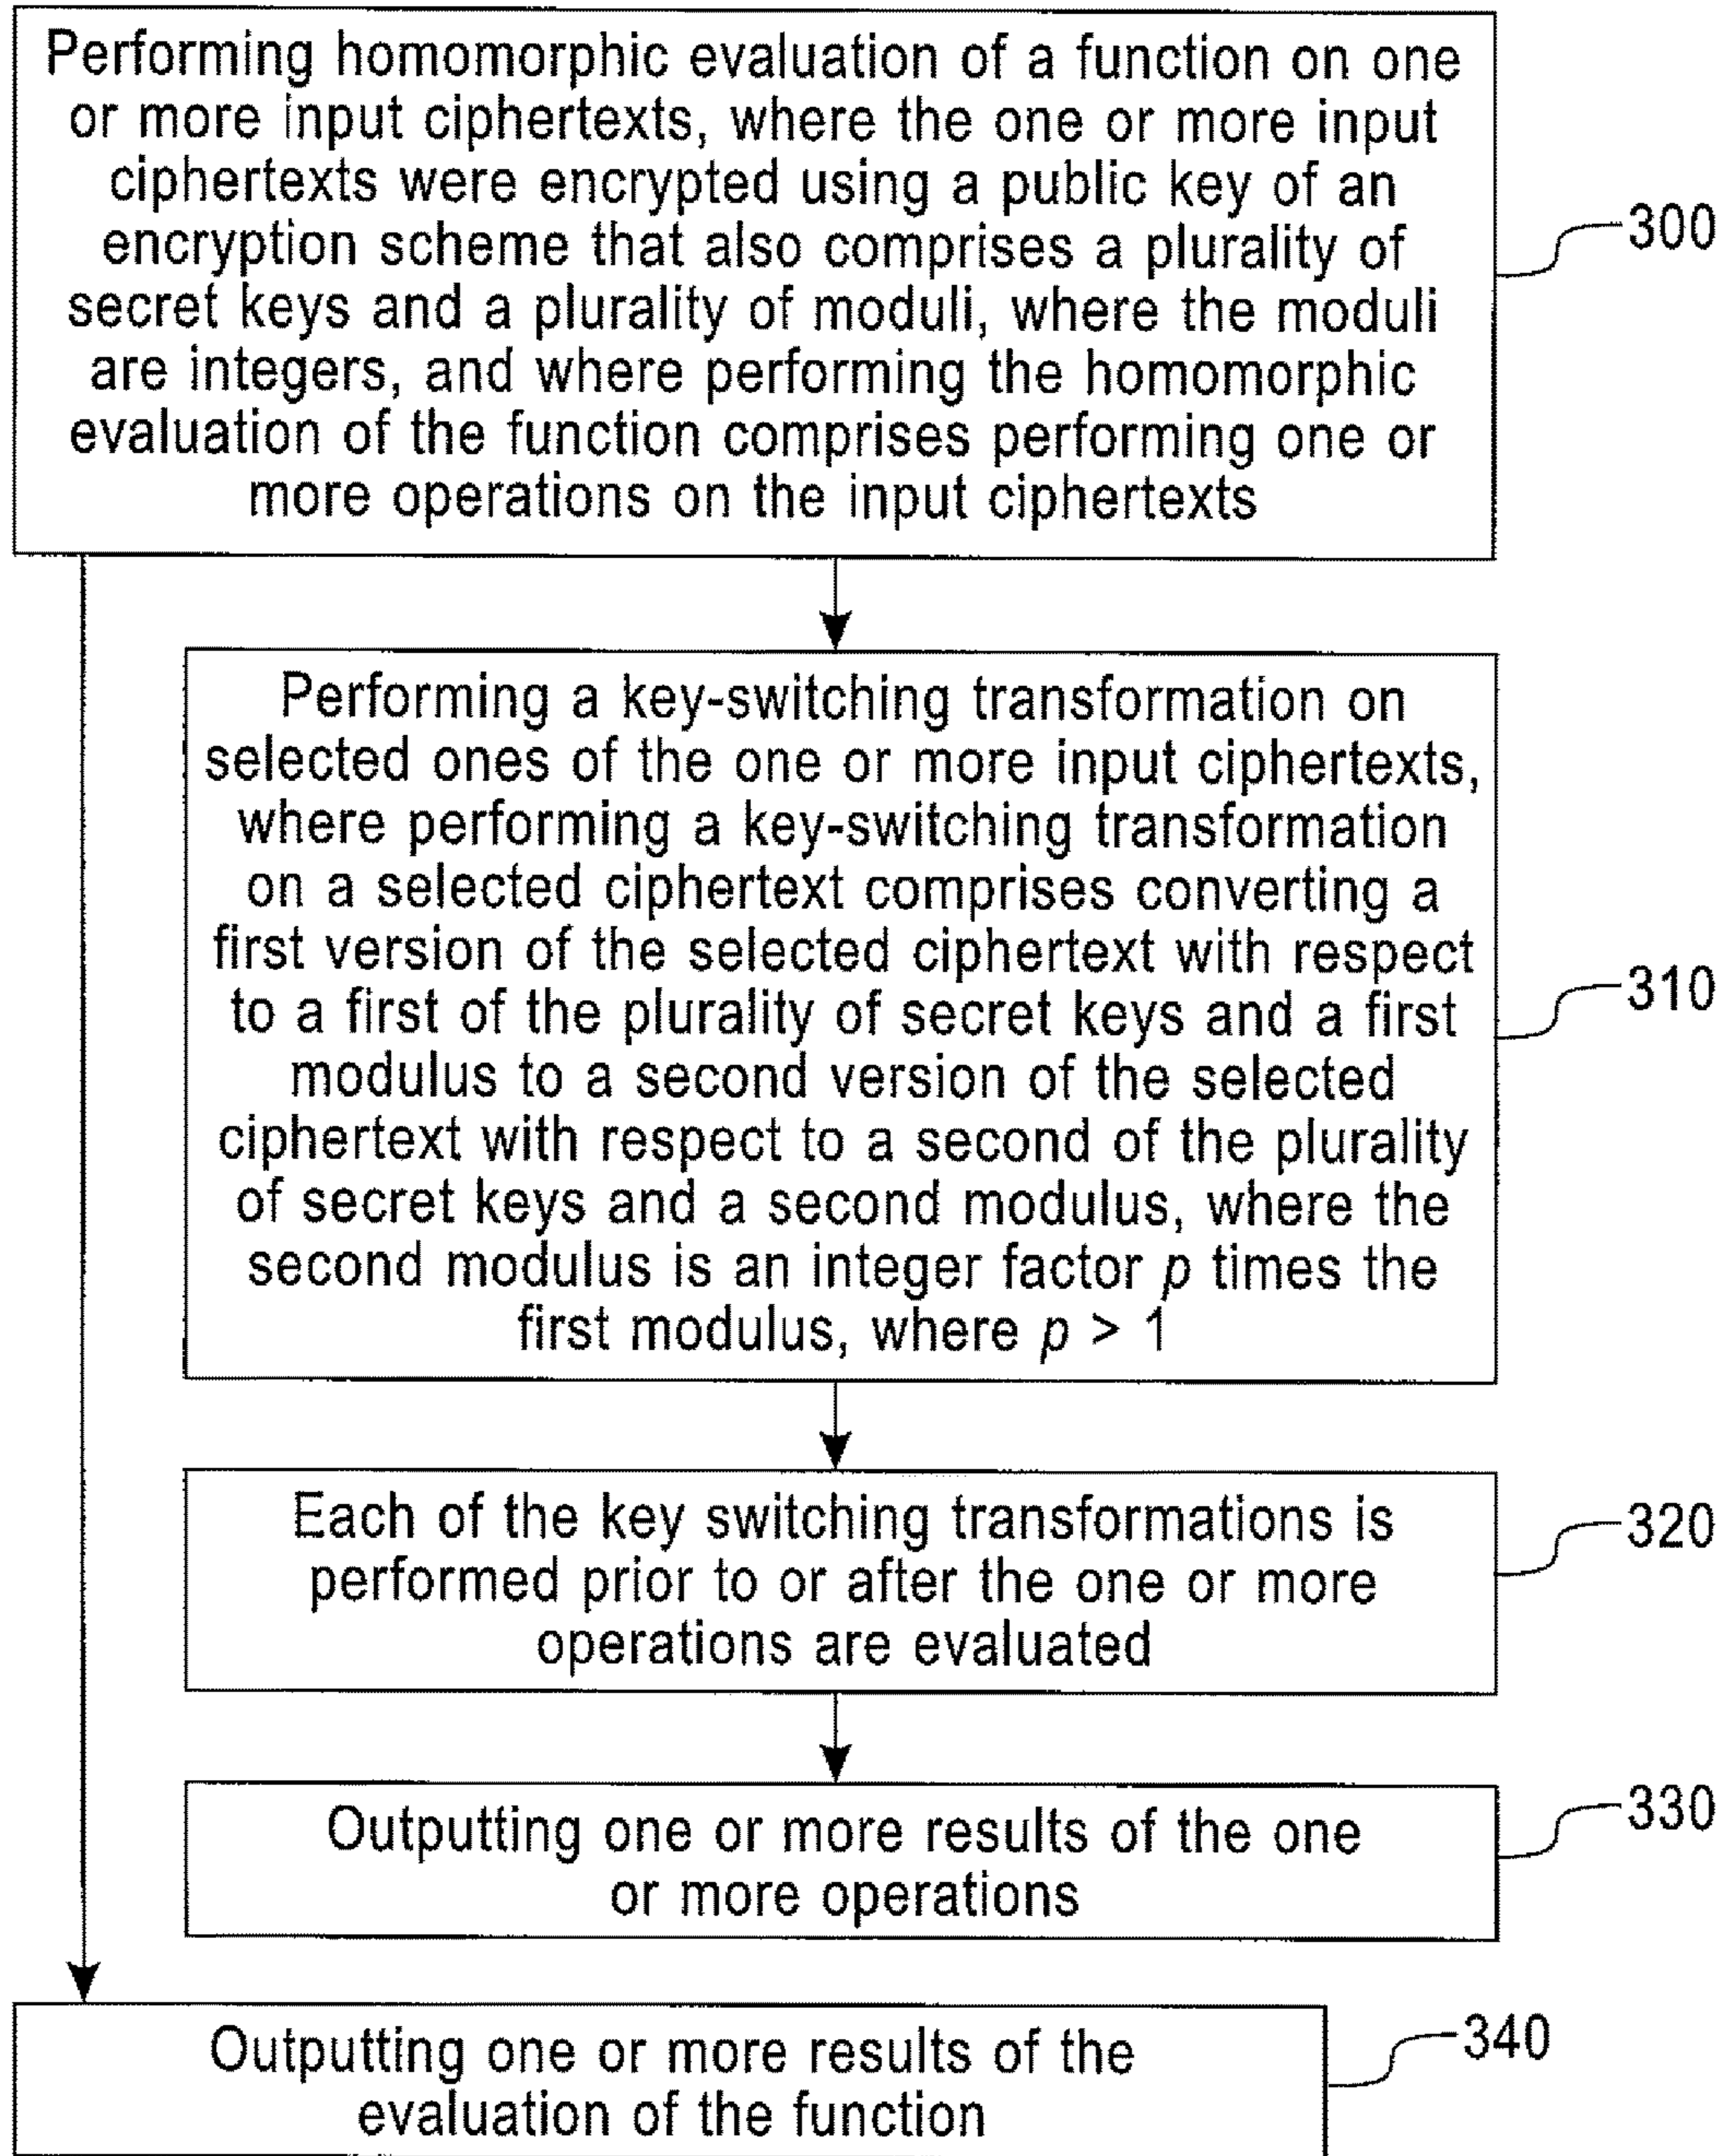 Performing homomorphic evaluation of a function on one
or more input ciphertexts, where the one or more input
ciphertexts were encrypted using a public key of an
encryption scheme that also comprises a plurality of
secret keys and a plurality of moduli, where the moduli
are integers, and where performing the homomorphic
evaluation of the function comprises performing one or
more operations on the input ciphertexts
300
Performing a key-switching transformation on
selected ones of the one or more input ciphertexts,
where performing a key-switching transformation
on a selected ciphertext comprises converting a
first version of the selected ciphertext with respect
to a first of the plurality of secret keys and a first
modulus to a second version of the selected
ciphertext with respect to a second of the plurality
of secret keys and a second modulus, where the
second modulus is an integer factor p times the
first modulus, where p > 1
310
Each of the key switching transformations is
performed prior to or after the one or more
operations are evaluated
320
Outputting one or more results of the one
or more operations
330
Outputting one or more results of the
evaluation of the function
340